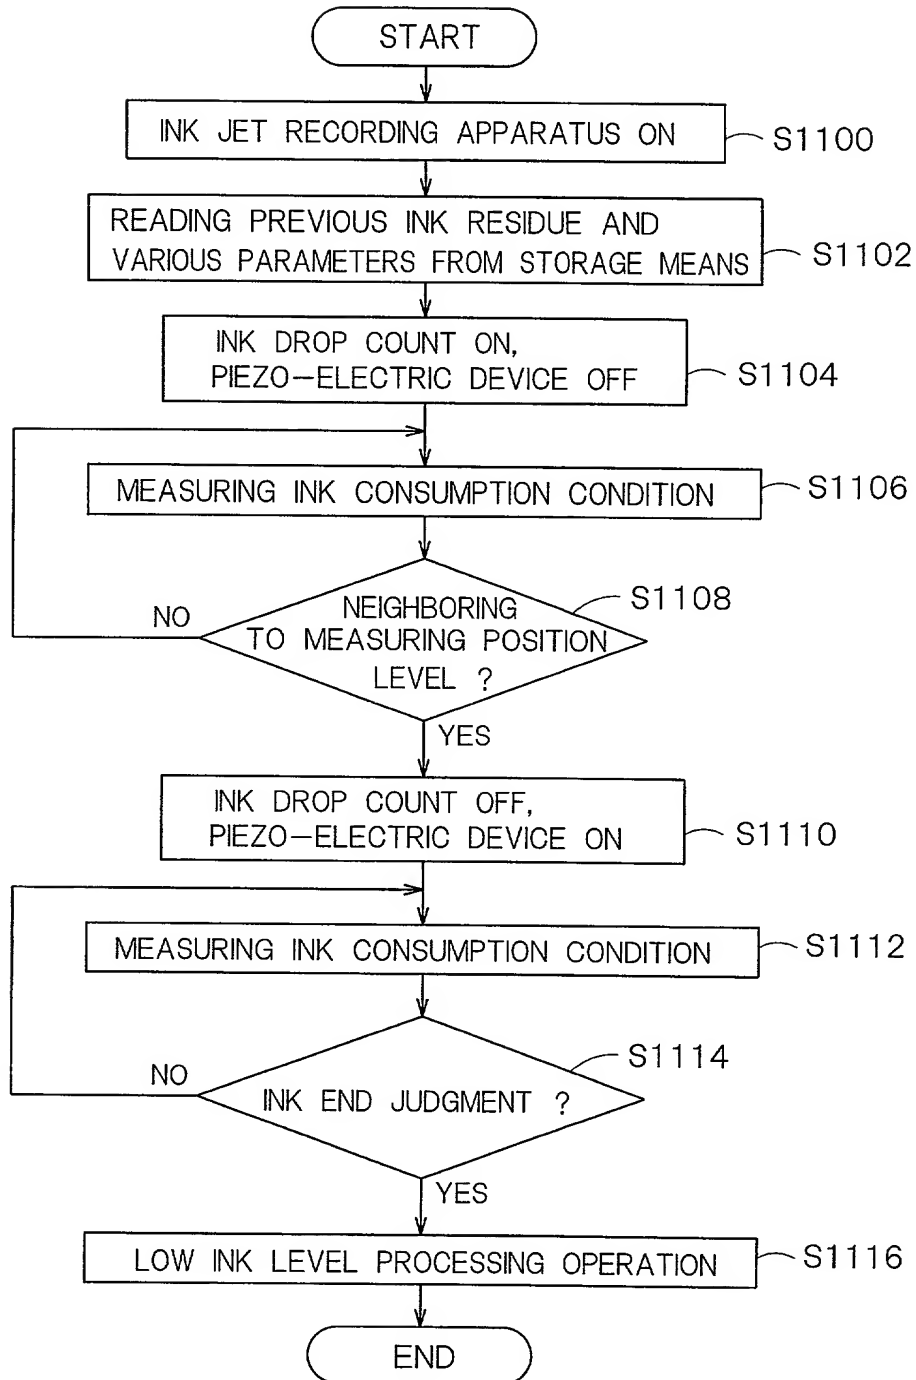 START
INK JET RECORDING APPARATUS ON
S1100
READING PREVIOUS INK RESIDUE AND
VARIOUS PARAMETERS FROM STORAGE MEANS
S1102
INK DROP COUNT ON,
PIEZO-ELECTRIC DEVICE OFF
S1104
MEASURING INK CONSUMPTION CONDITION
S1106
NEIGHBORING
TO MEASURING POSITION
LEVEL ?
S1108
NO
YES
INK DROP COUNT OFF,
PIEZO-ELECTRIC DEVICE ON
S1110
MEASURING INK CONSUMPTION CONDITION
S1112
INK END JUDGMENT ?
S1114
NO
YES
LOW INK LEVEL PROCESSING OPERATION
S1116
END